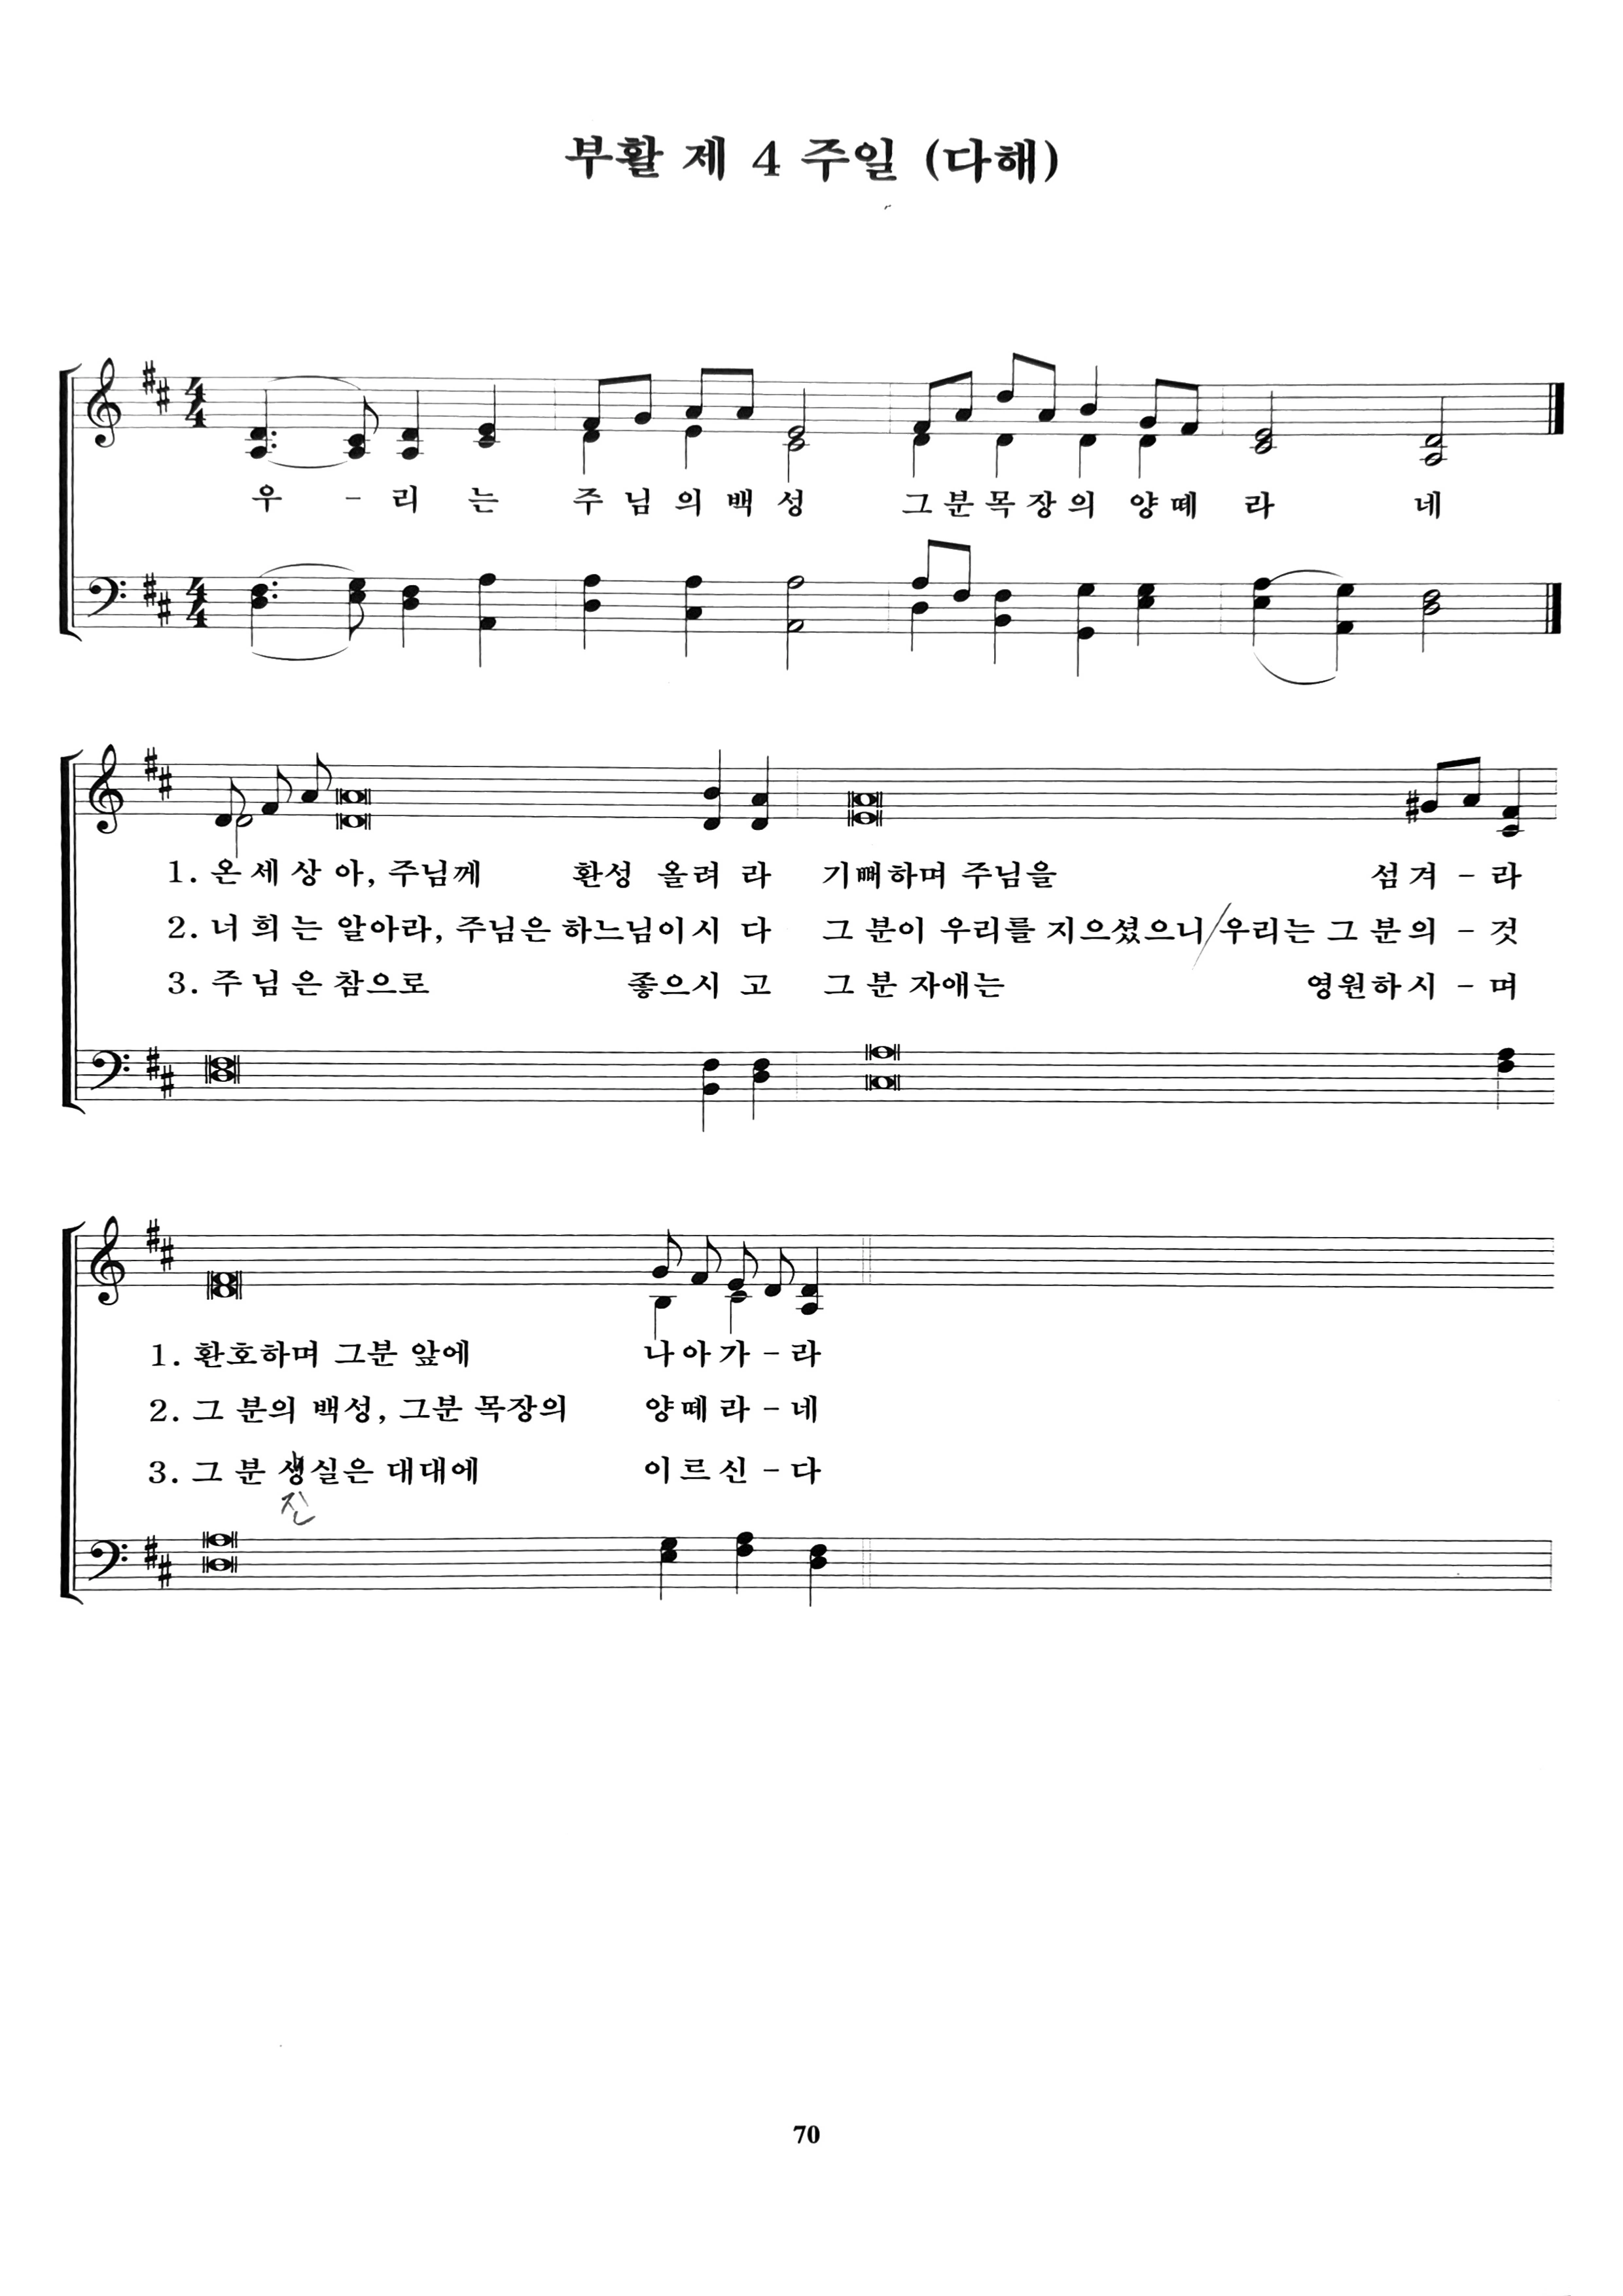 부활 제 4 주일 (다해)
4/4
우 - 리 는 주 님 의 백 성 그 분 목 장 의 양 떼 라 네
4/4
1. 온 세 상 아, 주님께 환성 올려 라 기뻐하며 주님을 섬 겨 - 라
2. 너 희 는 알아라, 주님은 하느님이시 다 그 분이 우리를 지으셨으니/우리는 그 분의 - 것
3. 주 님 은 참으로 좋으시 고 그 분 자애는 영원하시 - 며
1. 환호하며 그분 앞에 나 아 가 - 라
2. 그 분의 백성, 그분 목장의 양 떼 라 - 네
3. 그 분 성실은 대대에 이 르 신 - 다
진
70